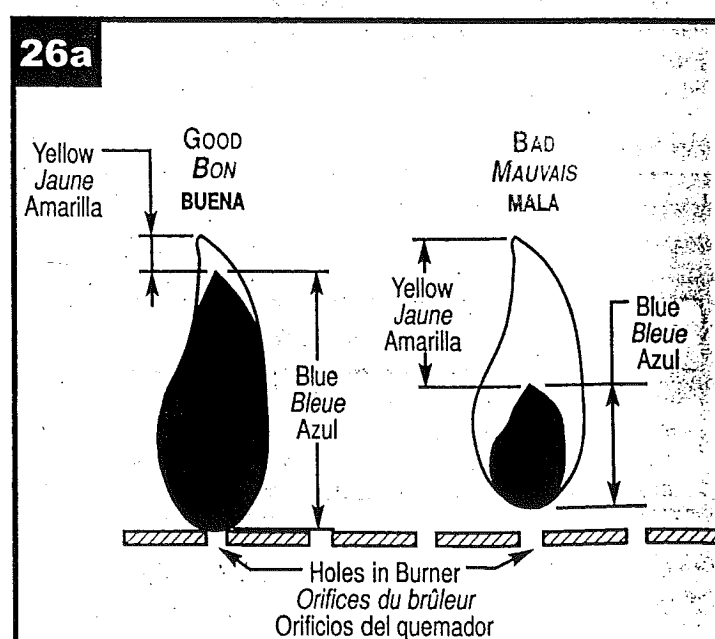 26a
GOOD
BON
BUENA
Yellow
Jaune
Amarilla
Blue
Bleue
Azul
BAD
MAUVAIS
MALA
Yellow
Jaune
Amarilla
Blue
Bleue
Azul
Holes in Burner
Orifices du brûleur
Orificios del quemador